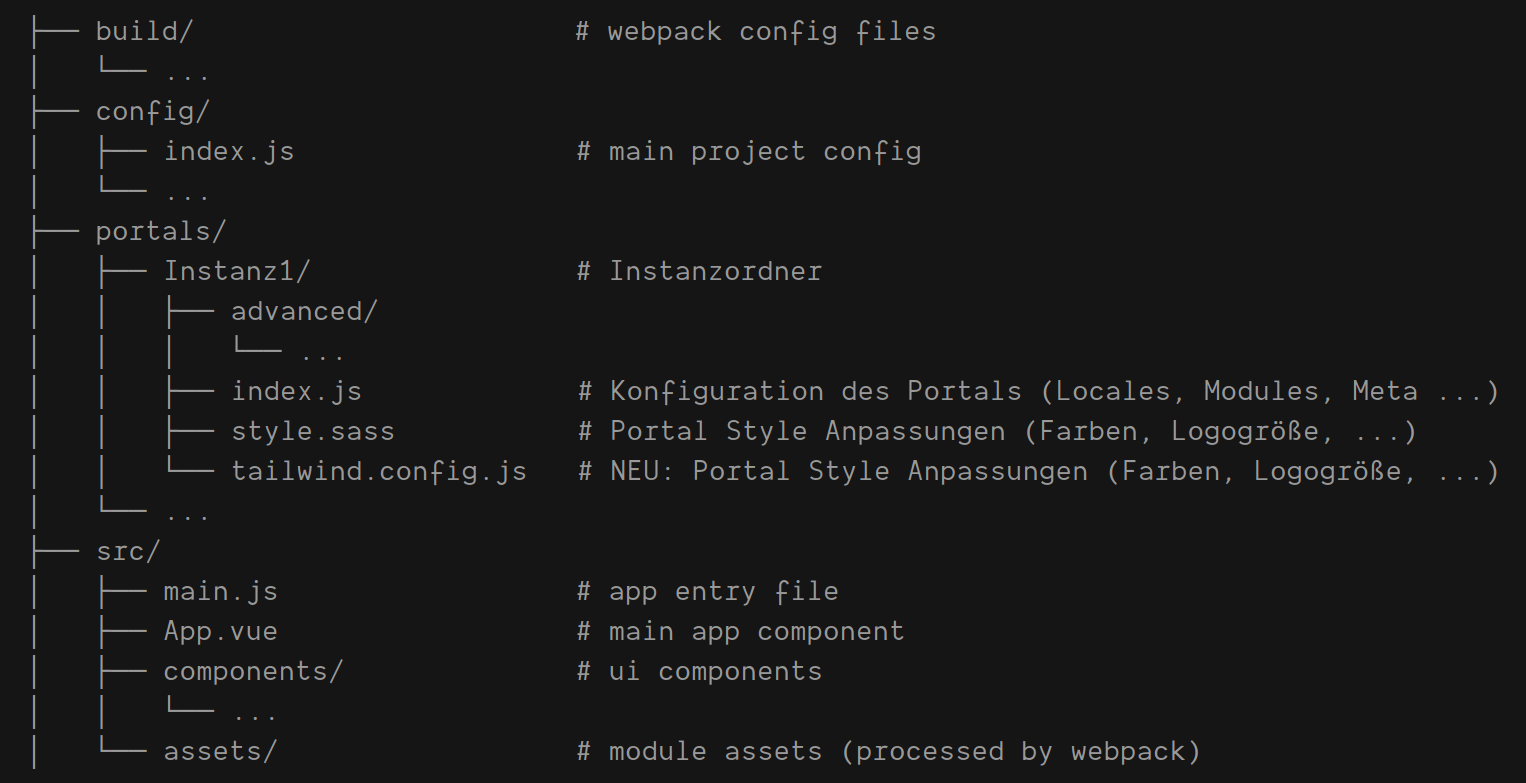 ├── build/                       # webpack config files
│   └── ...
├── config/
│   ├── index.js                 # main project config
│   └── ...
├── portals/
│   ├── Instanz1/                # Instanzordner
│   │   ├── advanced/
│   │   │   └── ...
│   │   ├── index.js             # Konfiguration des Portals (Locales, Modules, Meta ...)
│   │   ├── style.sass           # Portal Style Anpassungen (Farben, Logogröße, ...)
│   │   └── tailwind.config.js   # NEU: Portal Style Anpassungen (Farben, Logogröße, ...)
│   └── ...
├── src/
│   ├── main.js                  # app entry file
│   ├── App.vue                  # main app component
│   ├── components/              # ui components
│   │   └── ...
│   └── assets/                  # module assets (processed by webpack)